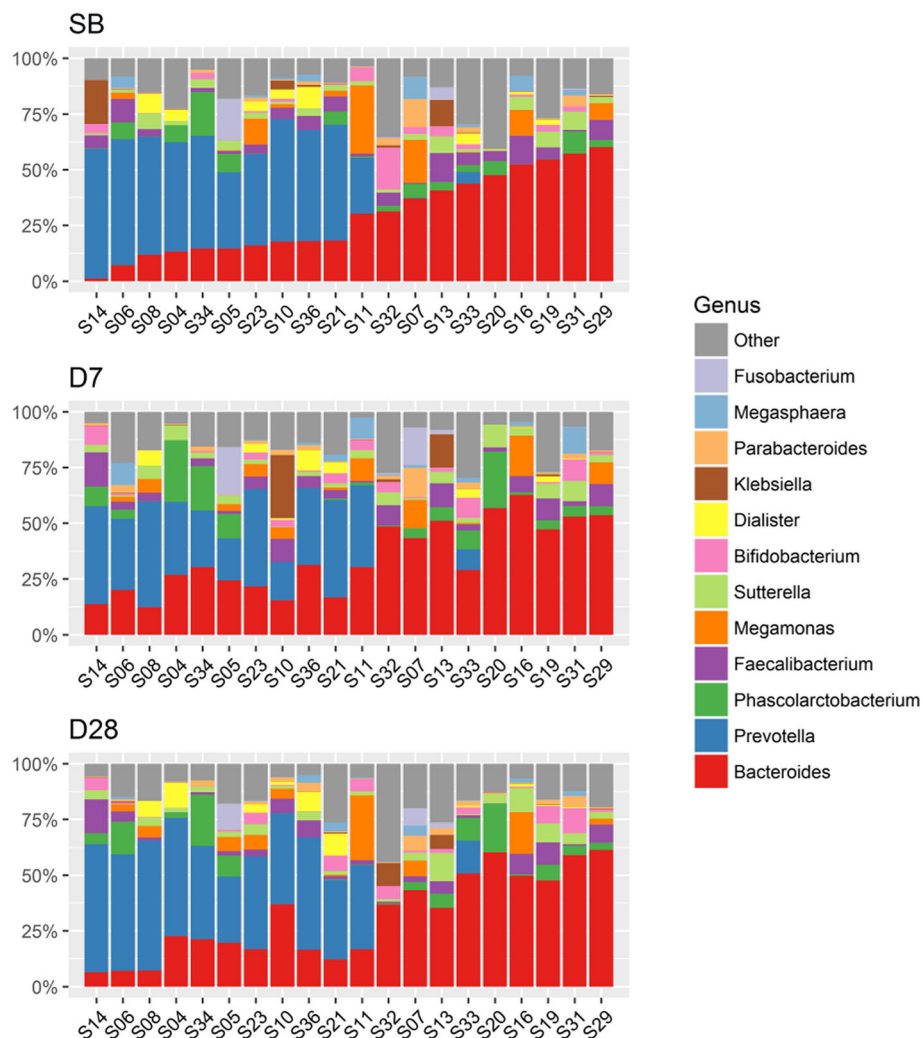 SB
100%
75%
50%
25%
0%
S14 S06 S08 S04 S34 S05 S23 S10 S36 S21 S11 S32 S07 S13 S33 S20 S16 S19 S31 S29
D7
100%
75%
50%
25%
0%
S14 S06 S08 S04 S34 S05 S23 S10 S36 S21 S11 S32 S07 S13 S33 S20 S16 S19 S31 S29
D28
100%
75%
50%
25%
0%
S14 S06 S08 S04 S34 S05 S23 S10 S36 S21 S11 S32 S07 S13 S33 S20 S16 S19 S31 S29
Genus
Other
Fusobacterium
Megasphaera
Parabacteroides
Klebsiella
Dialister
Bifidobacterium
Sutterella
Megamonas
Faecalibacterium
Phascolarctobacterium
Prevotella
Bacteroides